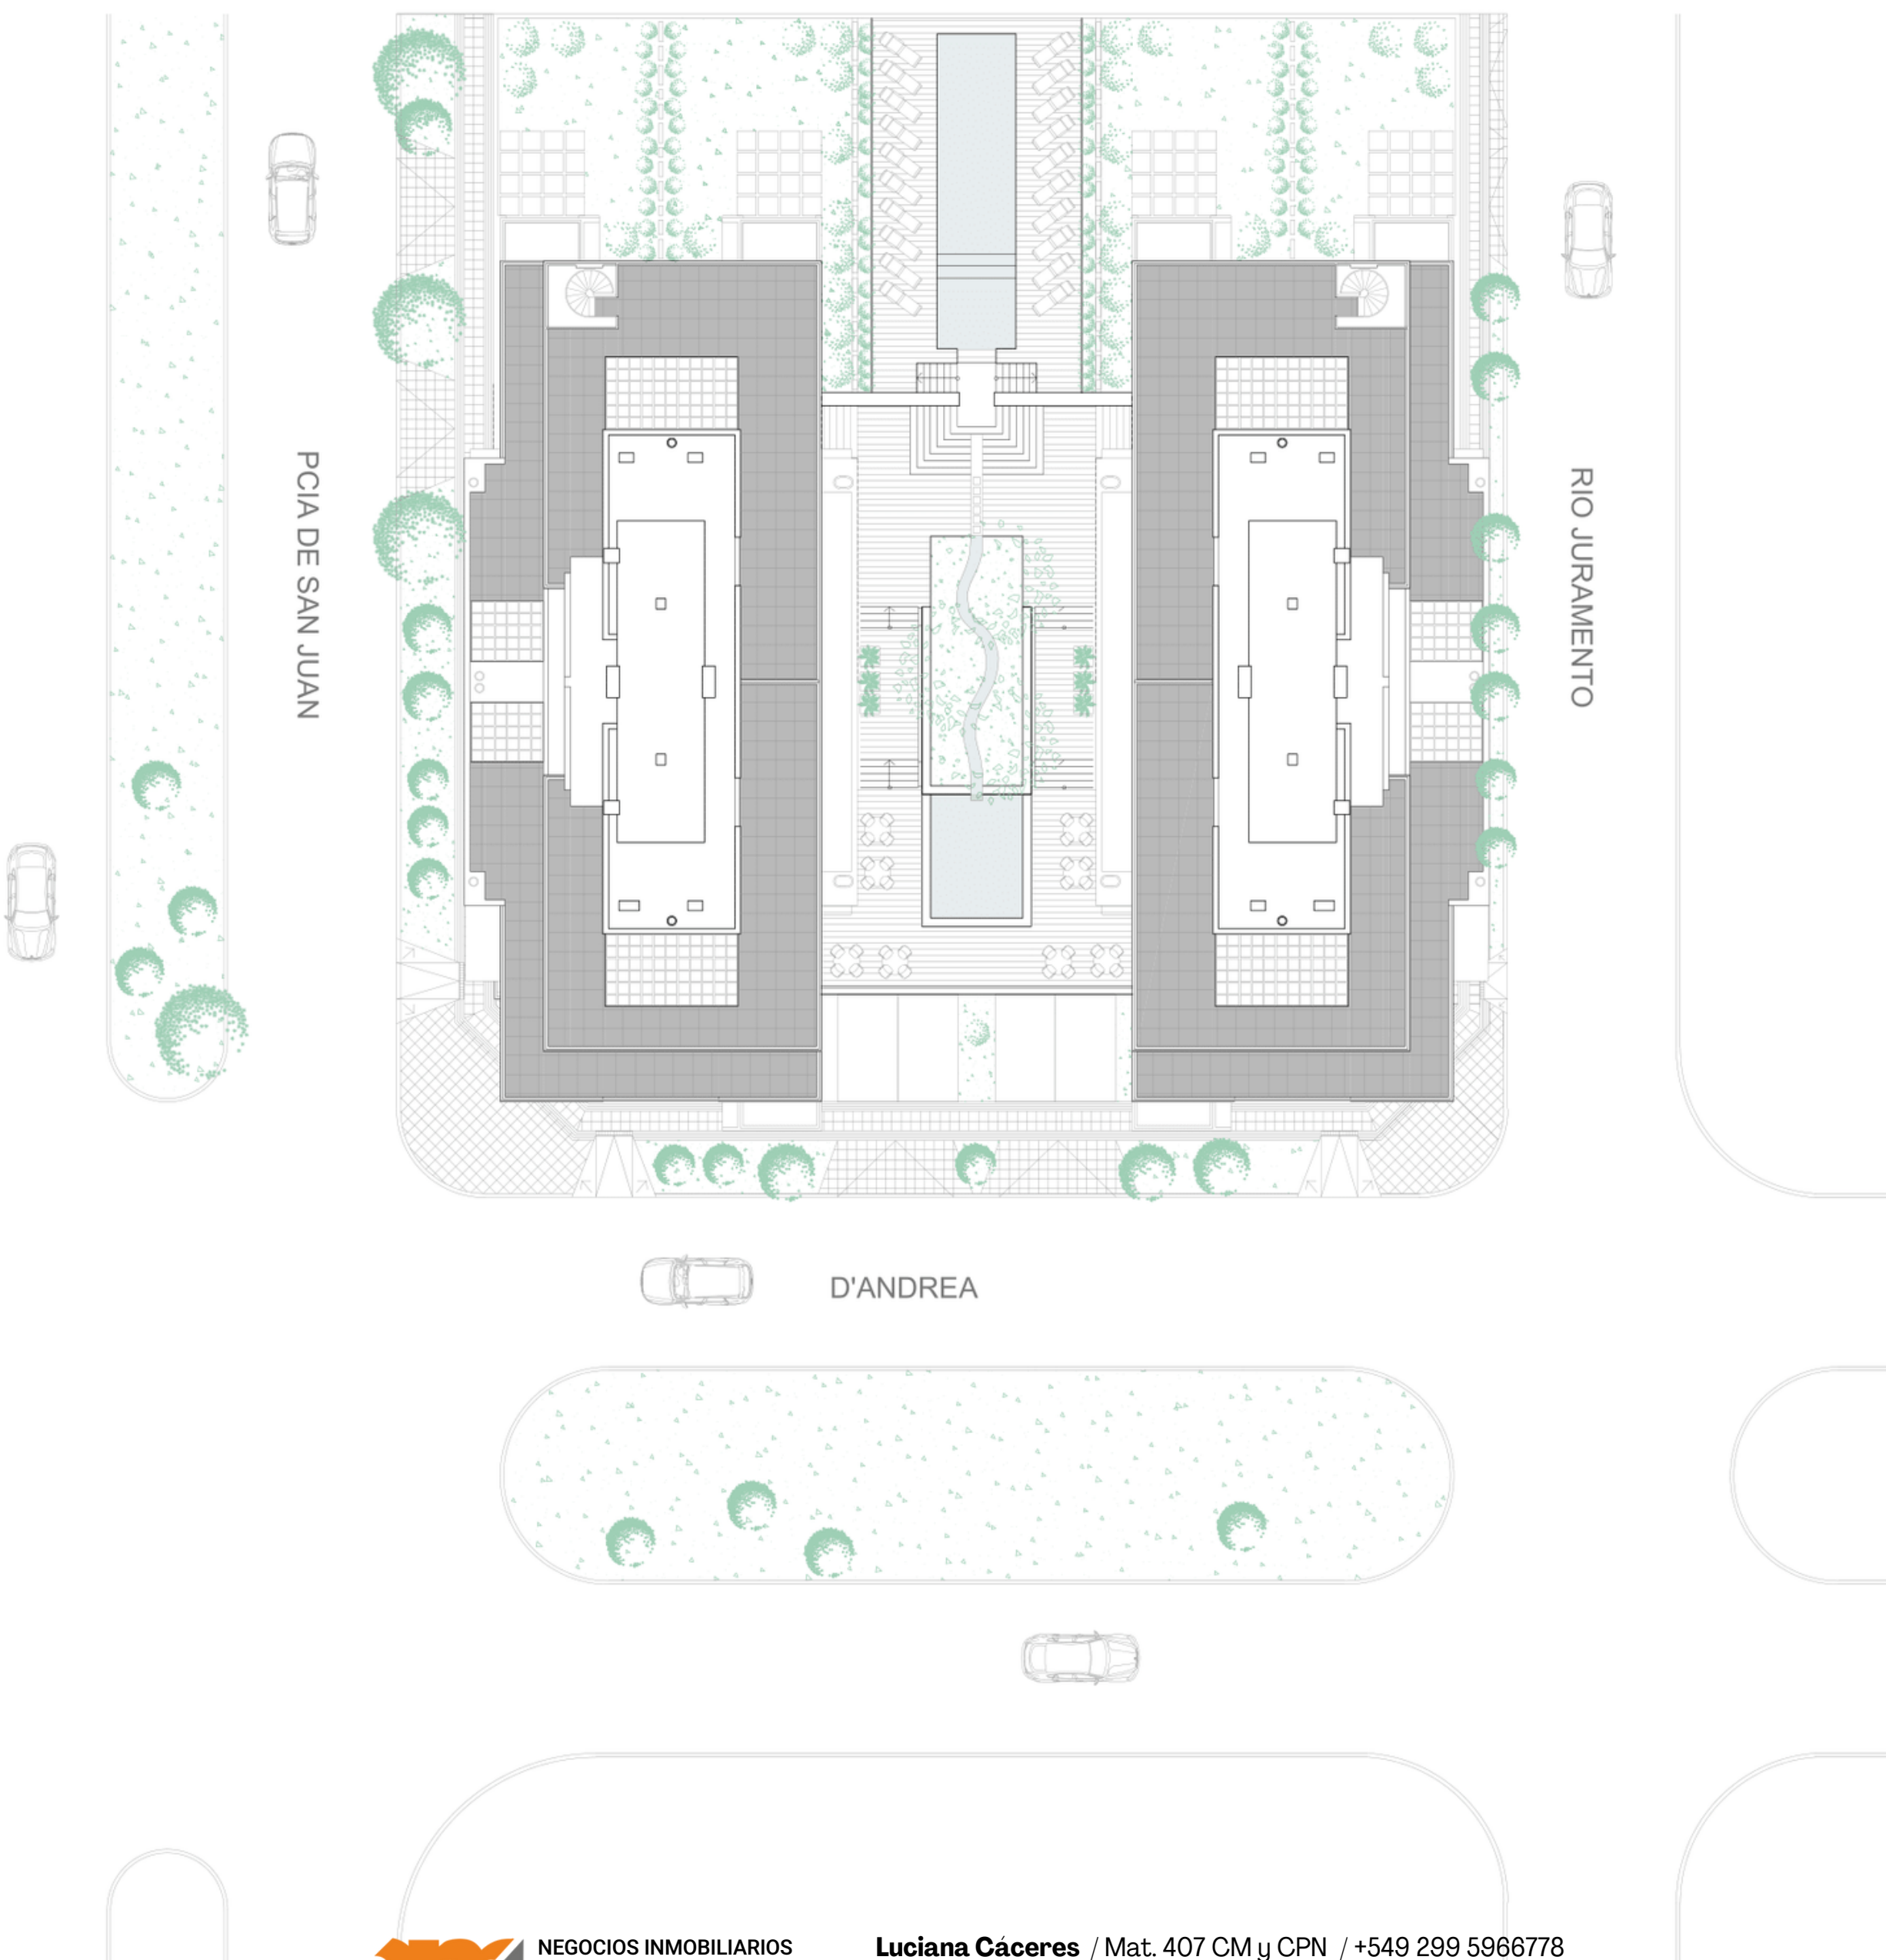 PCIA DE SAN JUAN
RIO JURAMENTO
D'ANDREA
NEGOCIOS INMOBILIARIOS
Luciana Cáceres / Mat. 407 CM y CPN / +549 299 5966778